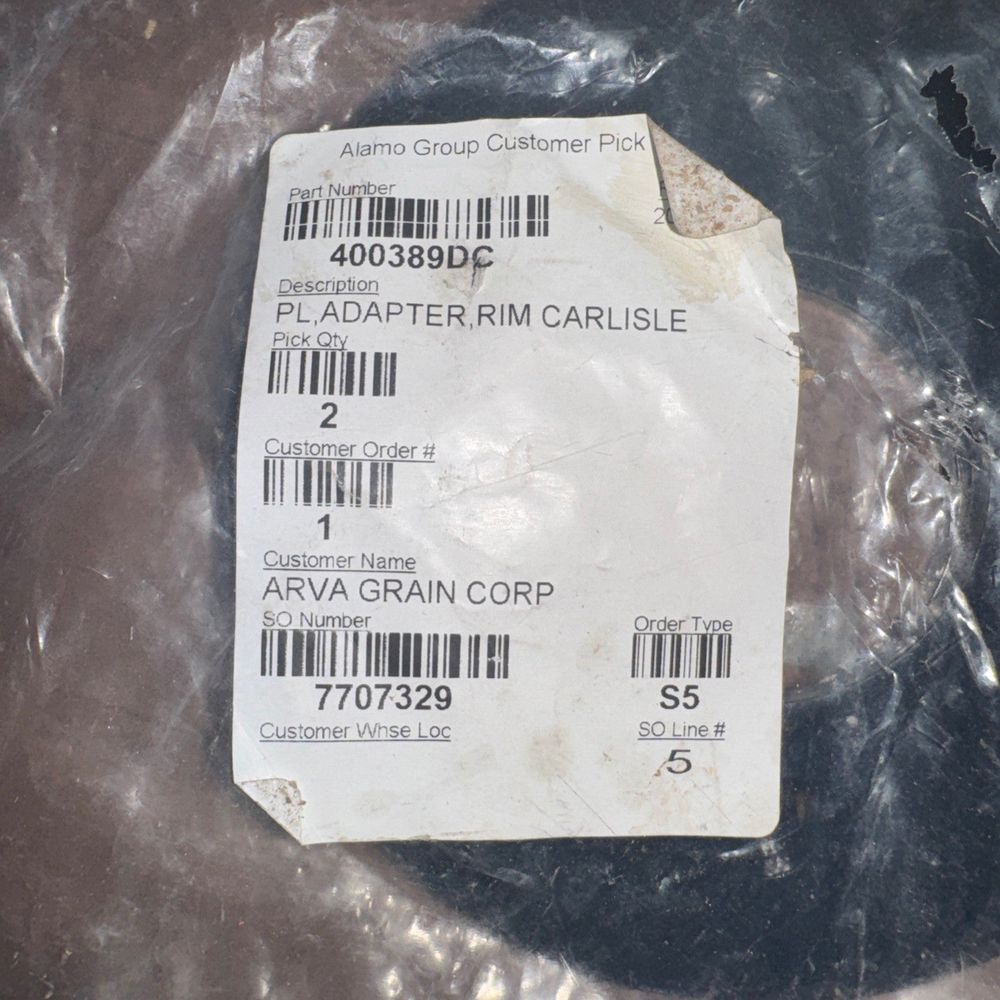 Alamo Group Customer Pick
Part Number
20
400389DC
Description
PL,ADAPTER,RIM CARLISLE
Pick Qty
2
Customer Order #
1
Customer Name
ARVA GRAIN CORP
SO Number Order Type
7707329 S5
Customer Whse Loc SO Line #
5